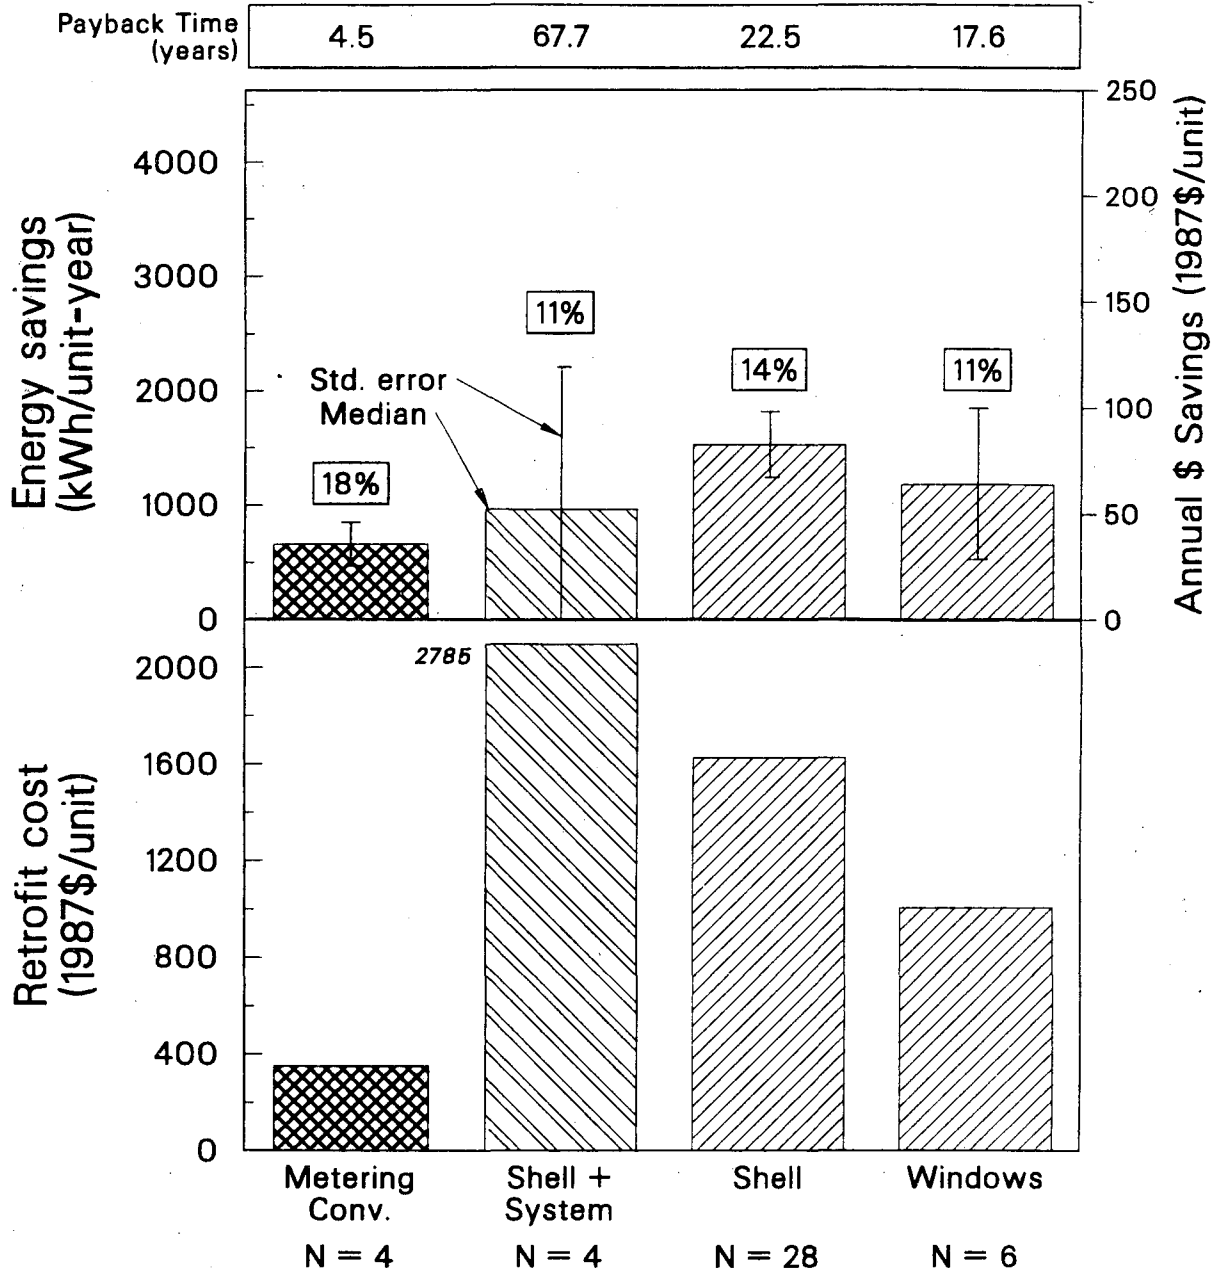 Payback Time
(years)
4.5 67.7 22.5 17.6
Energy savings
(kWh/unit-year)
4000
3000
2000
1000
0
250
200
150
100
50
0
Annual $ Savings (1987$/unit)
11%
14%
11%
18%
Std. error
Median
Retrofit cost
(1987$/unit)
2000
1600
1200
800
400
0
2785
Metering
Conv.
N = 4
Shell +
System
N = 4
Shell
N = 28
Windows
N = 6